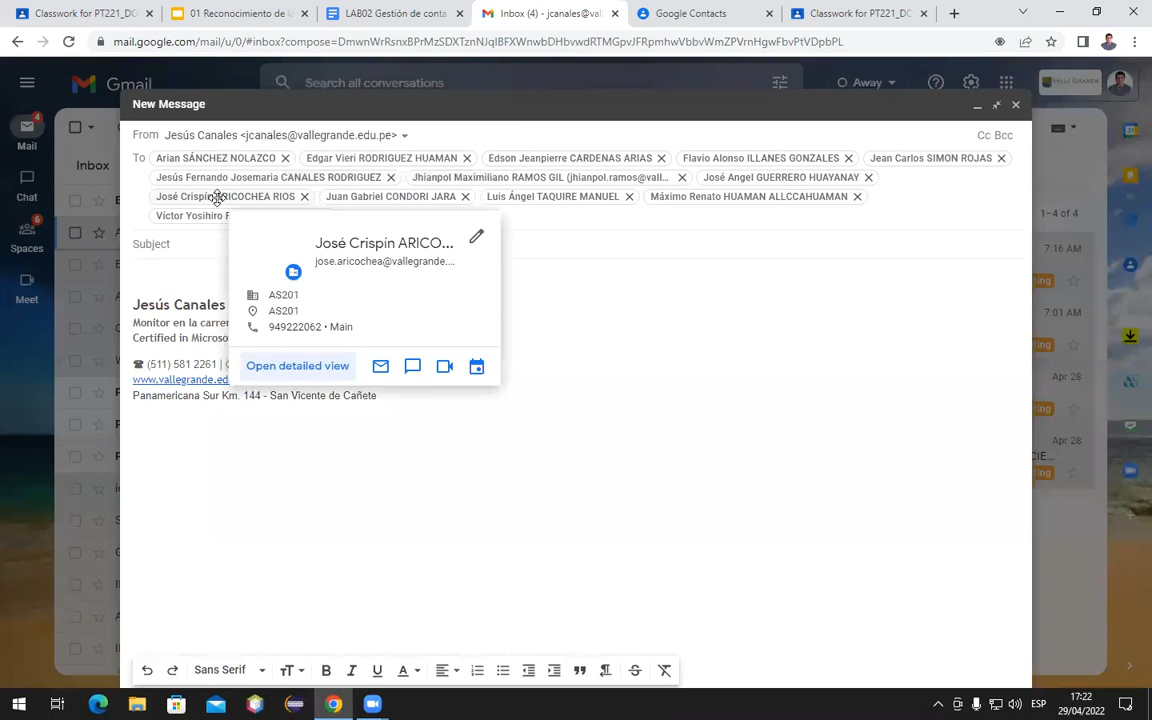 Classwork for PT221_DC
01 Reconocimiento de la
LAB02 Gestión de conta
Inbox (4) - jcanales@val
Google Contacts
Classwork for PT221_DC
mail.google.com/mail/u/0/#inbox?compose=DmwnWrRsnxBPrMzSDXTznNJqlBFXWnwbDHbvwdRTMGpvJFRpmhwVbbvWmZPVrnHgwFbvPtVDpbPL
Gmail
Search all conversations
Away
VALLE GRANDE
New Message
From Jesús Canales <jcanales@vallegrande.edu.pe>
Cc Bcc
To Arian SÁNCHEZ NOLAZCO Edgar Vieri RODRIGUEZ HUAMAN Edson Jeanpierre CARDENAS ARIAS Flavio Alonso ILLANES GONZALES Jean Carlos SIMON ROJAS
Jesús Fernando Josemaria CANALES RODRIGUEZ Jhianpol Maximiliano RAMOS GIL (jhianpol.ramos@vall... José Angel GUERRERO HUAYANAY
José Crispín ARICOCHEA RIOS Juan Gabriel CONDORI JARA Luis Ángel TAQUIRE MANUEL Máximo Renato HUAMAN ALLCCAHUAMAN
Víctor Yosihiro F
Subject
José Crispín ARICO...
jose.aricochea@vallegrande....
AS201
AS201
949222062 • Main
Open detailed view
Jesús Canales
Monitor en la carrer
Certified in Microso
(511) 581 2261 |
www.vallegrande.ed
Panamericana Sur Km. 144 - San Vicente de Cañete
4
Mail
Chat
6
Spaces
Meet
Inbox
1–4 of 4
7:16 AM
7:01 AM
Apr 28
Apr 28
Sans Serif
ESP
17:22
29/04/2022